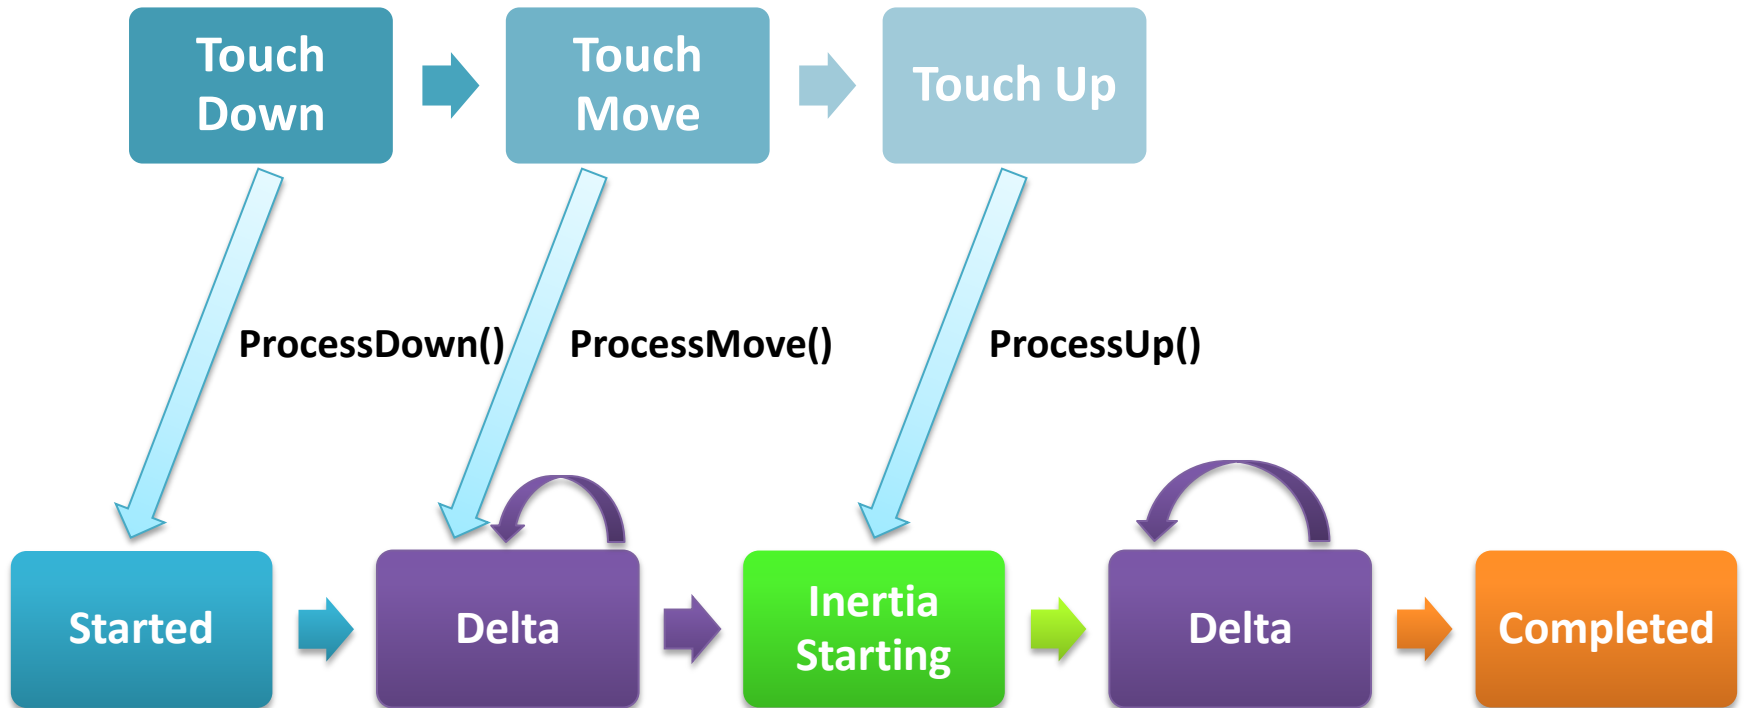 Touch
Down
Touch
Move
Touch Up
ProcessDown()
ProcessMove()
ProcessUp()
Started
Delta
Inertia
Starting
Delta
Completed